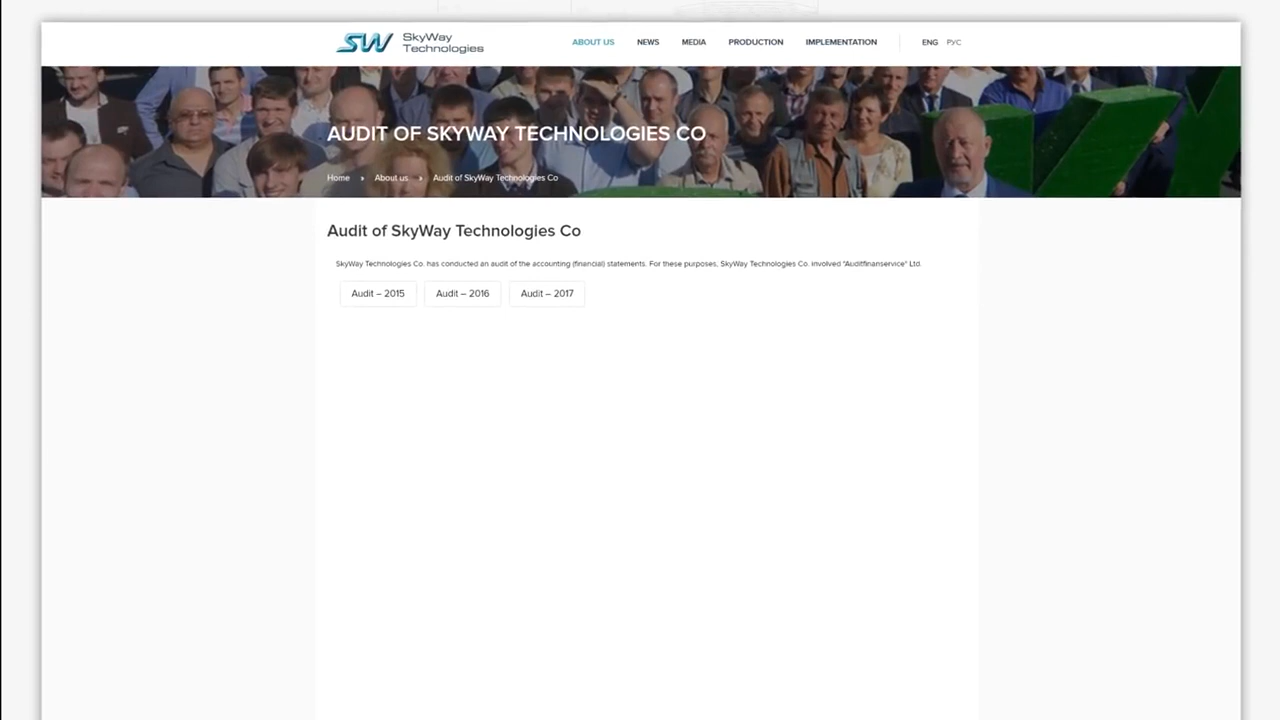 SW SkyWay
Technologies
ABOUT US NEWS MEDIA PRODUCTION IMPLEMENTATION ENG РУС
AUDIT OF SKYWAY TECHNOLOGIES CO
Home » About us » Audit of SkyWay Technologies Co
Audit of SkyWay Technologies Co
SkyWay Technologies Co. has conducted an audit of the accounting (financial) statements. For these purposes, SkyWay Technologies Co. involved "Auditfinanservice" Ltd.
Audit – 2015 Audit – 2016 Audit – 2017